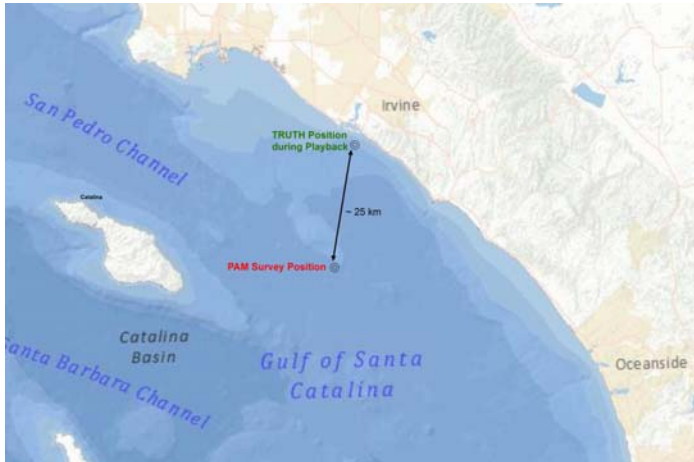 Irvine
TRUTH Position
during Playback
San Pedro Channel
Catalina
~ 25 km
PAM Survey Position
Catalina
Basin
Santa Barbara Channel
Gulf of Santa
Catalina
Oceanside